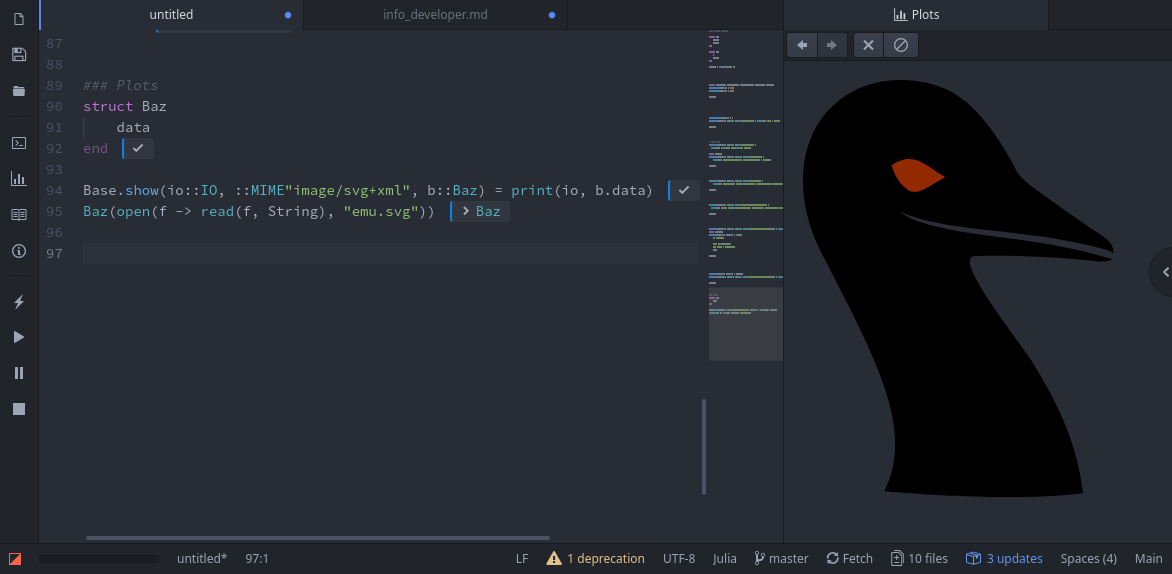 untitled
info_developer.md
Plots
87
88
89 ### Plots
90 struct Baz
91 data
92 end
93
94 Base.show(io::IO, ::MIME"image/svg+xml", b::Baz) = print(io, b.data)
95 Baz(open(f -> read(f, String), "emu.svg")) > Baz
96
97
untitled* 97:1 LF 1 deprecation UTF-8 Julia master Fetch 10 files 3 updates Spaces (4) Main